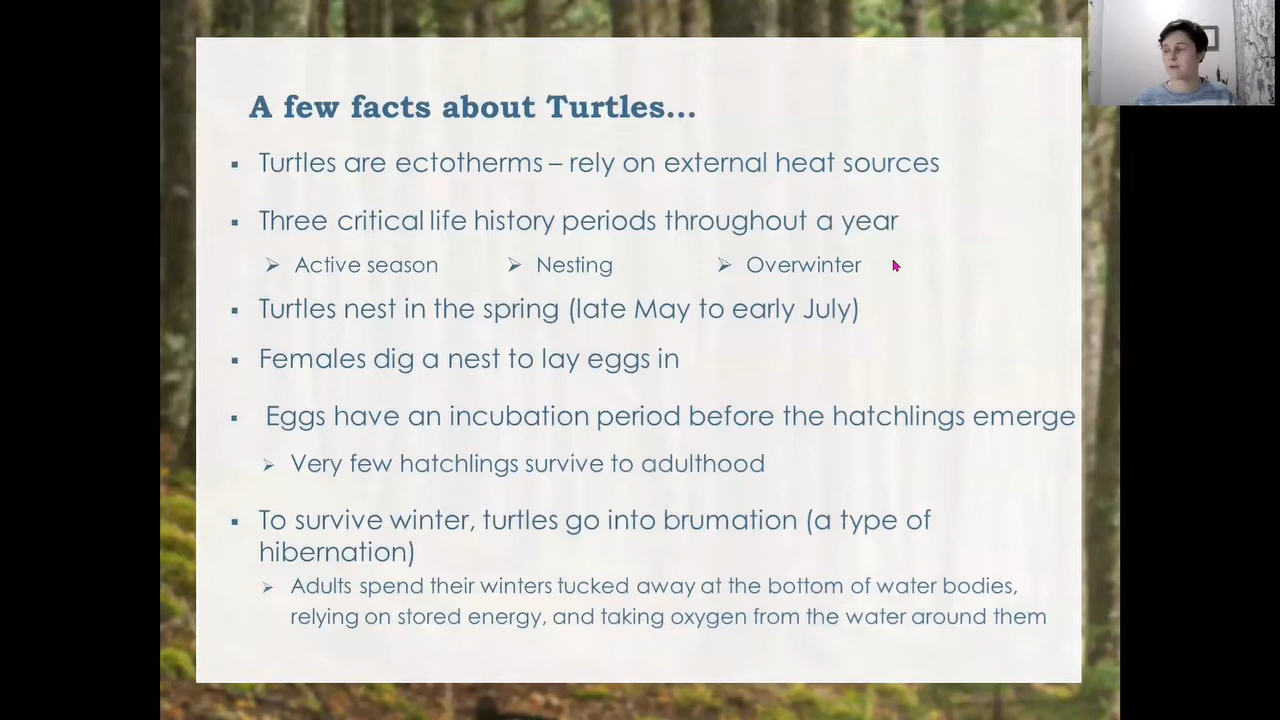 A few facts about Turtles...
▪ Turtles are ectotherms – rely on external heat sources
▪ Three critical life history periods throughout a year
➢ Active season ➢ Nesting ➢ Overwinter
▪ Turtles nest in the spring (late May to early July)
▪ Females dig a nest to lay eggs in
▪ Eggs have an incubation period before the hatchlings emerge
➢ Very few hatchlings survive to adulthood
▪ To survive winter, turtles go into brumation (a type of
hibernation)
➢ Adults spend their winters tucked away at the bottom of water bodies,
relying on stored energy, and taking oxygen from the water around them